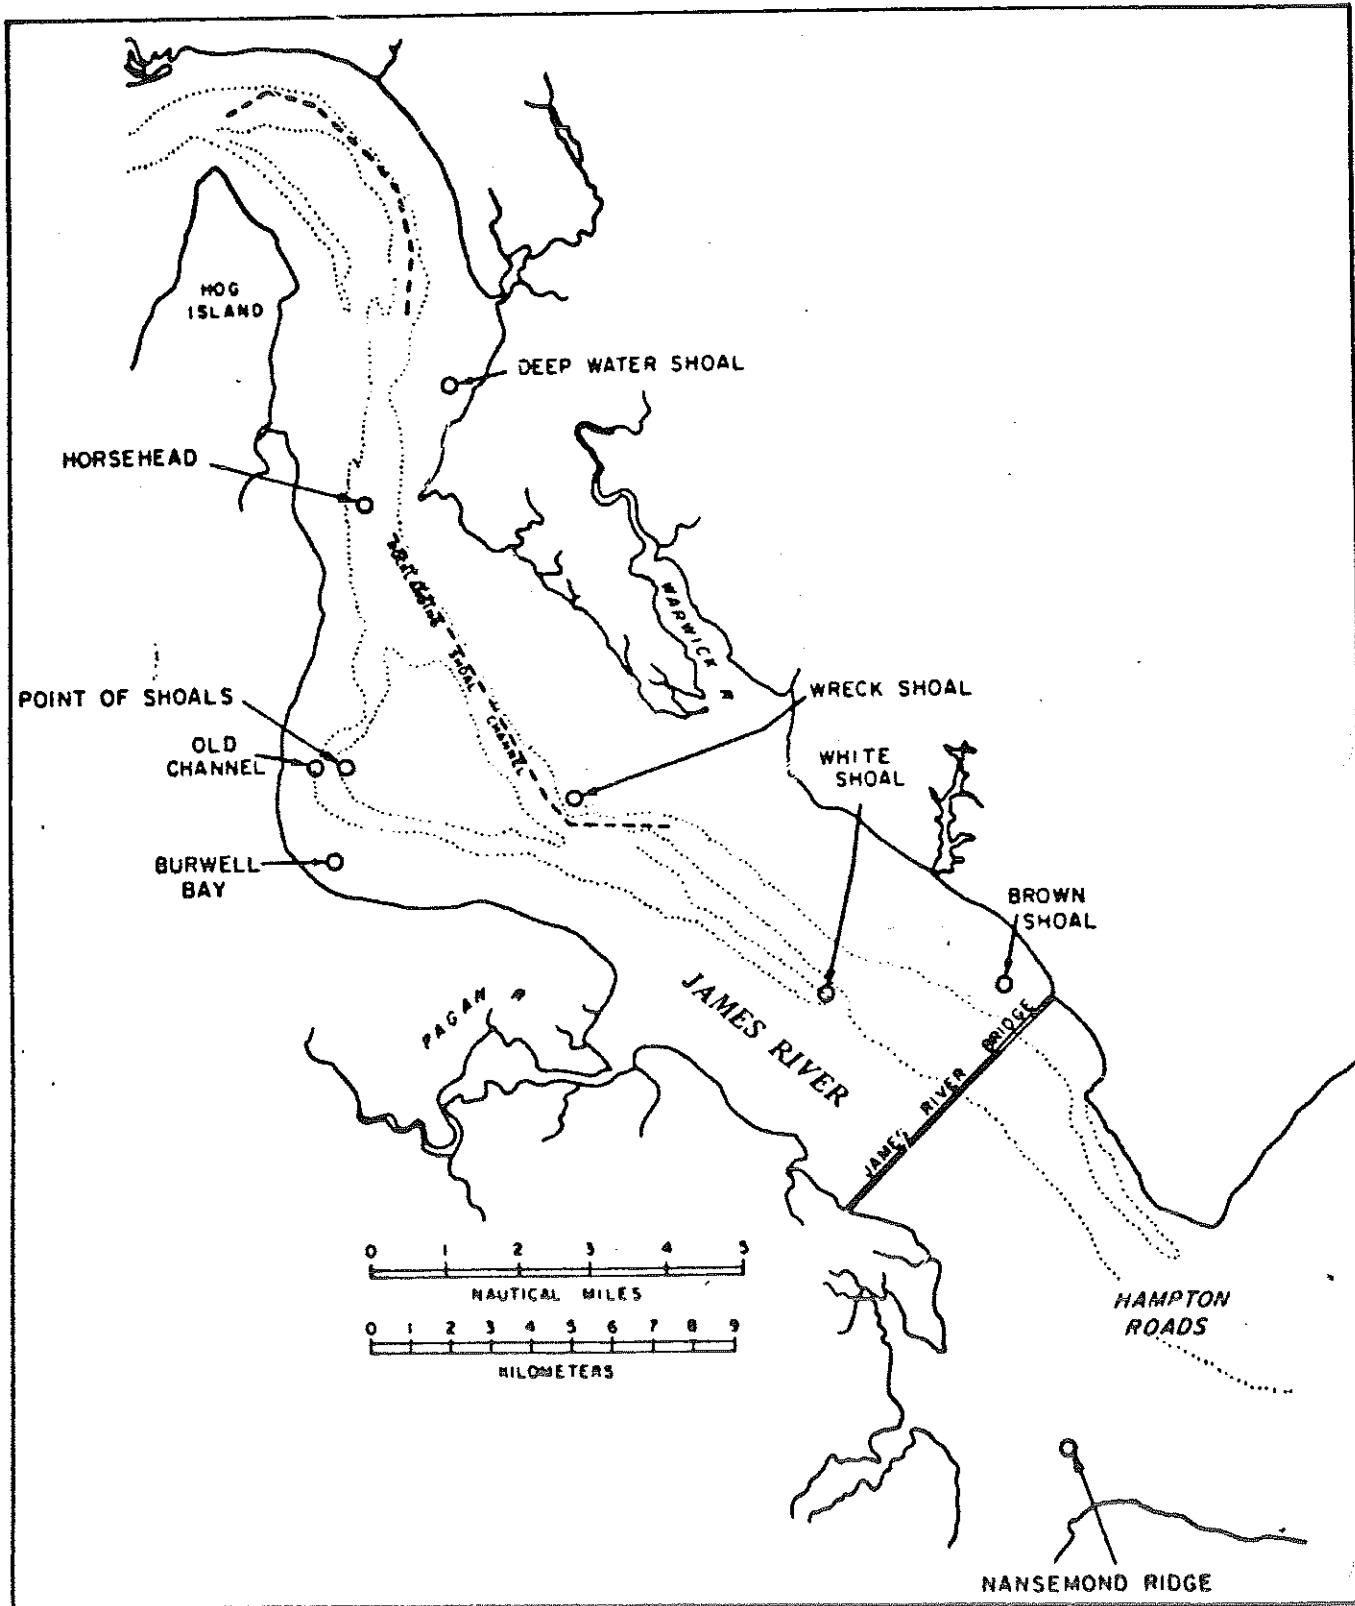 HOG
ISLAND
DEEP WATER SHOAL
HORSEHEAD
WARWICK R
POINT OF SHOALS
WRECK SHOAL
OLD
CHANNEL
SHOAL
CHANNEL
WHITE
SHOAL
BURWELL
BAY
BROWN
SHOAL
PAGAN R
JAMES RIVER
JAMES RIVER BRIDGE
0 1 2 3 4 5
NAUTICAL MILES
0 1 2 3 4 5 6 7 8 9
KILOMETERS
HAMPTON
ROADS
NANSEMOND RIDGE